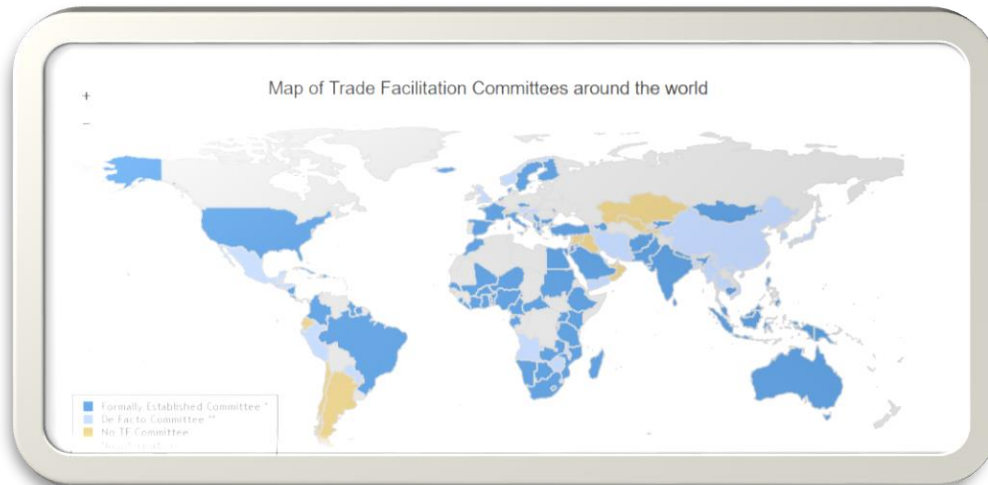 +
Map of Trade Facilitation Committees around the world
–
Formally Established Committee *
De Facto Committee **
No TF Committee